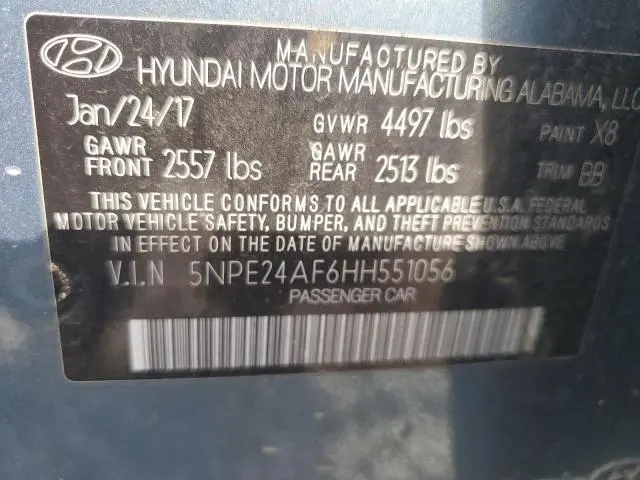 MANUFACTURED BY
HYUNDAI MOTOR MANUFACTURING ALABAMA, LLC
Jan/24/17 GVWR 4497 lbs PAINT X8
GAWR FRONT 2557 lbs GAWR REAR 2513 lbs TRIM BB
THIS VEHICLE CONFORMS TO ALL APPLICABLE U.S.A. FEDERAL
MOTOR VEHICLE SAFETY, BUMPER, AND THEFT PREVENTION STANDARDS
IN EFFECT ON THE DATE OF MANUFACTURE SHOWN ABOVE.
V.I.N 5NPE24AF6HH551056
PASSENGER CAR